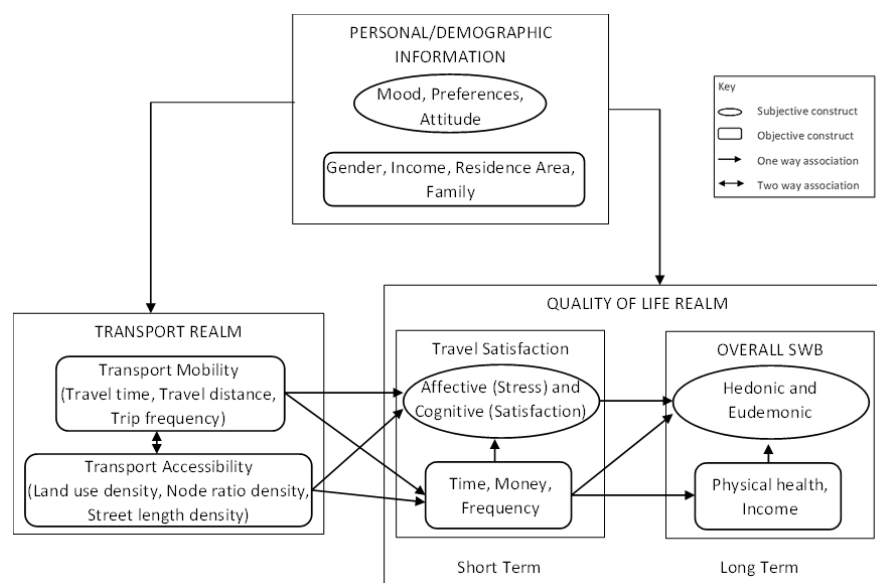 PERSONAL/DEMOGRAPHIC
INFORMATION
Mood, Preferences,
Attitude
Gender, Income, Residence Area,
Family
Key
Subjective construct
Objective construct
One way association
Two way association
QUALITY OF LIFE REALM
TRANSPORT REALM
Transport Mobility
(Travel time, Travel distance,
Trip frequency)
Transport Accessibility
(Land use density, Node ratio density,
Street length density)
Travel Satisfaction
Affective (Stress) and
Cognitive (Satisfaction)
Time, Money,
Frequency
Short Term
OVERALL SWB
Hedonic and
Eudemonic
Physical health,
Income
Long Term